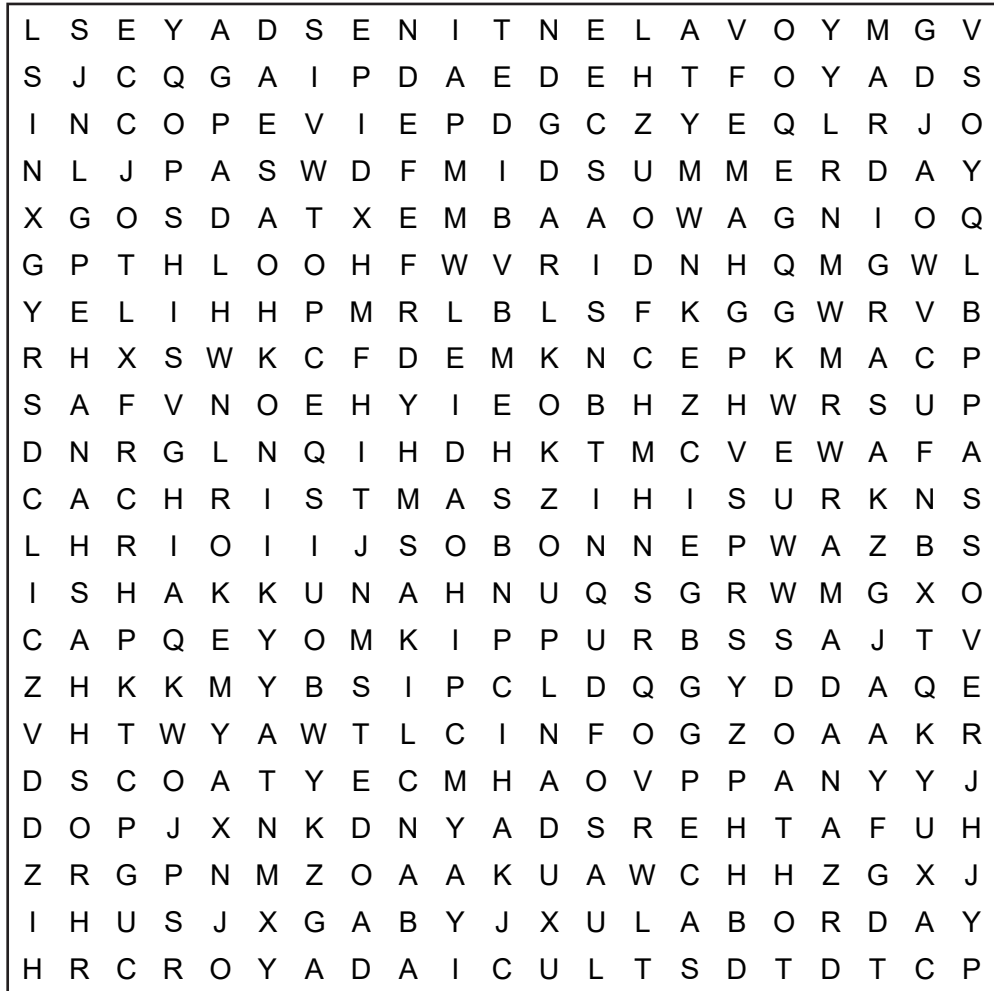 L S E Y A D S E N I T N E L A V O Y M G V
S J C Q G A I P D A E D E H T F O Y A D S
I N C O P E V I E P D G C Z Y E Q L R J O
N L J P A S W D F M I D S U M M E R D A Y
X G O S D A T X E M B A A O W A G N I O Q
G P T H L O O H F W V R I D N H Q M G W L
Y E L I H H P M R L B L S F K G G W R V B
R H X S W K C F D E M K N C E P K M A C P
S A F V N O E H Y I E O B H Z H W R S U P
D N R G L N Q I H D H K T M C V E W A F A
C A C H R I S T M A S Z I H I S U R K N S
L H R I O I I J S O B O N N E P W A Z B S
I S H A K K U N A H N U Q S G R W M G X O
C A P Q E Y O M K I P P U R B S S A J T V
Z H K K M Y B S I P C L D Q G Y D D A Q E
V H T W Y A W T L C I N F O G Z O A A K R
D S C O A T Y E C M H A O V P P A N Y Y J
D O P J X N K D N Y A D S R E H T A F U H
Z R G P N M Z O A A K U A W C H H Z G X J
I H U S J X G A B Y J X U L A B O R D A Y
H R C R O Y A D A I C U L T S D T D T C P